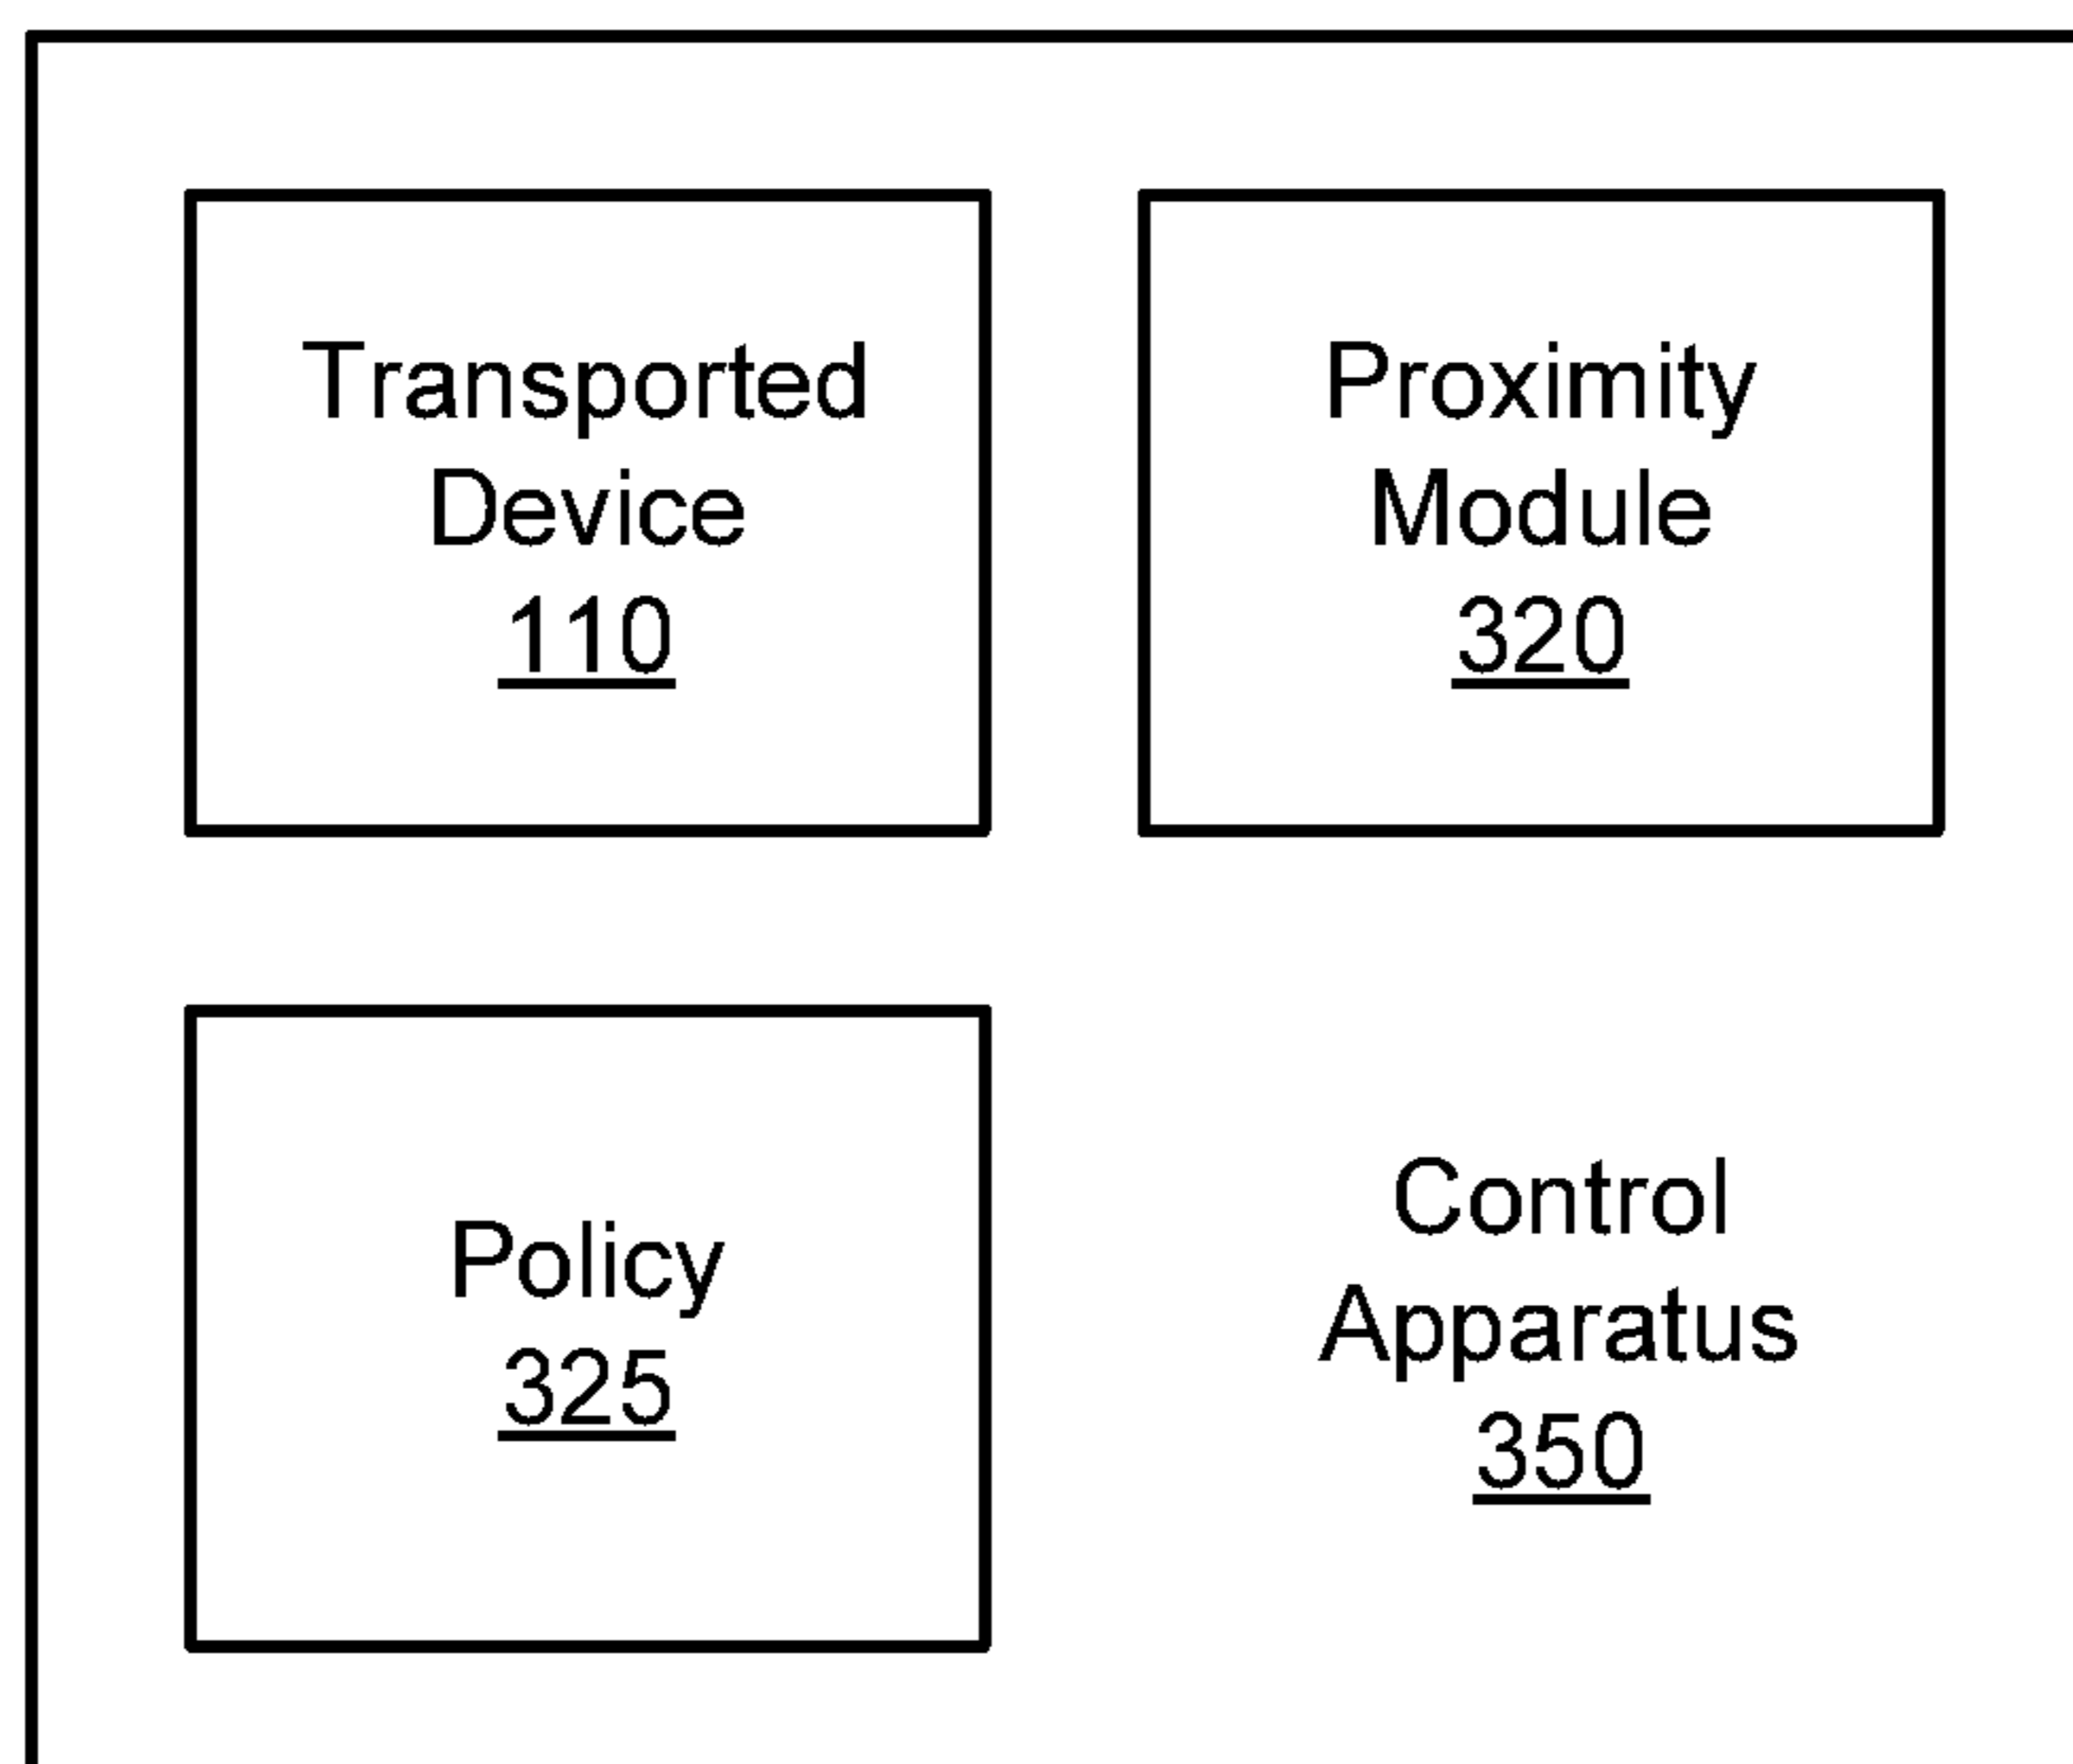 Transported
Device
110
Proximity
Module
320
Policy
325
Control
Apparatus
350